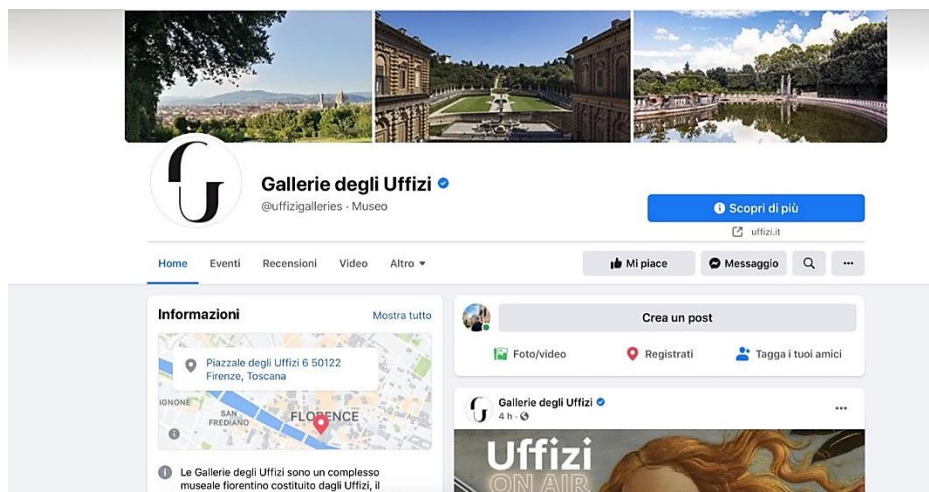 Gallerie degli Uffizi
@uffizigalleries · Museo
Scopri di più
uffizi.it
Home Eventi Recensioni Video Altro
Mi piace Messaggio
Informazioni Mostra tutto
Piazzale degli Uffizi 6 50122
Firenze, Toscana
IGNONE
SAN
FREDIANO
FLORENCE
Le Gallerie degli Uffizi sono un complesso
museale fiorentino costituito dagli Uffizi, il
Crea un post
Foto/video Registrati Tagga i tuoi amici
Gallerie degli Uffizi
4 h ·
Uffizi
ON AIR